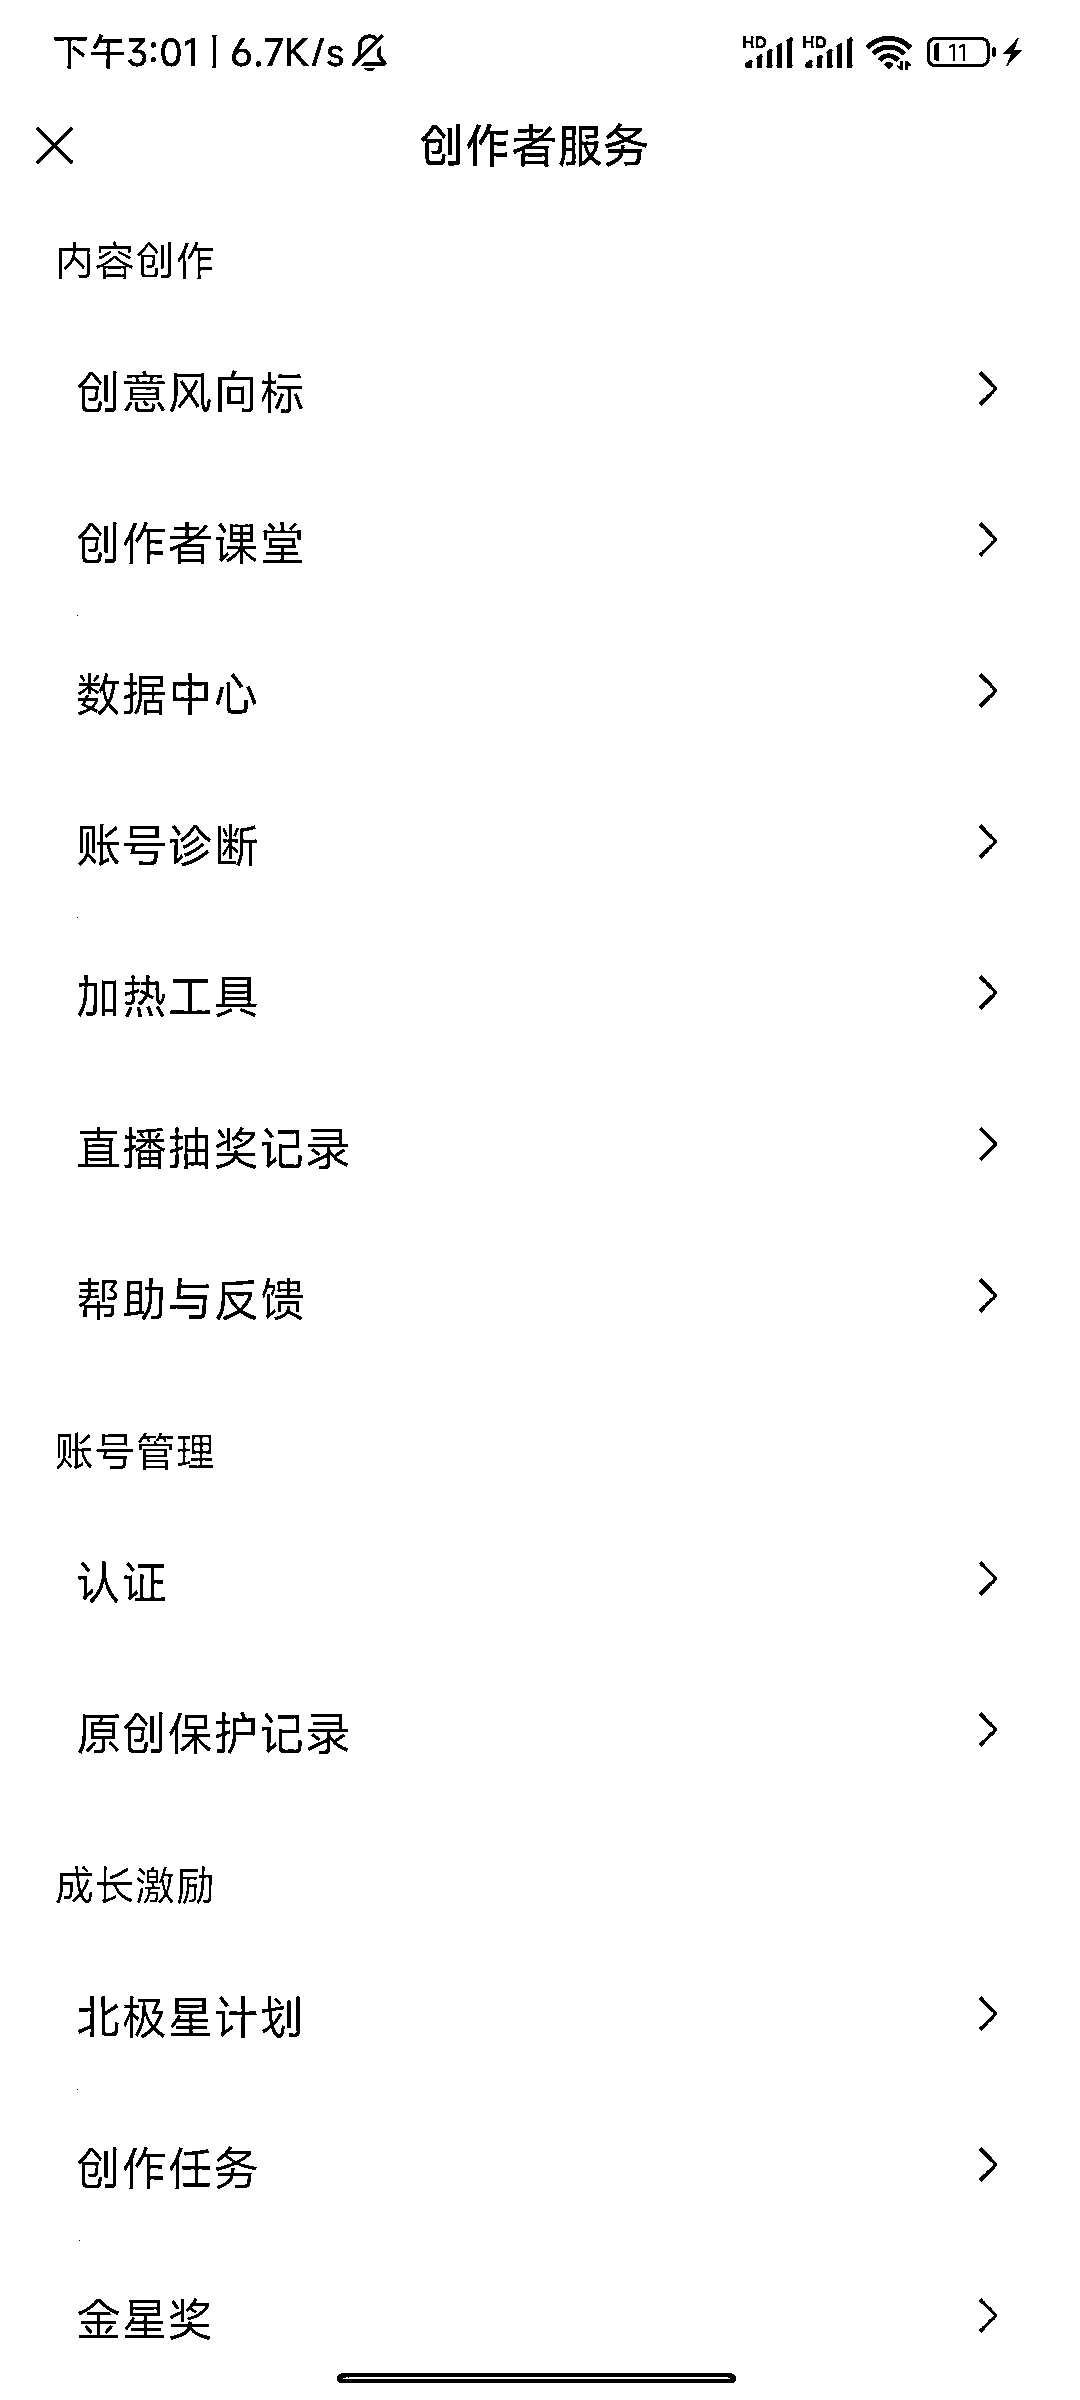 下午3:01 | 6.7K/s HD HD 11
创作者服务
内容创作
创意风向标
创作者课堂
数据中心
账号诊断
加热工具
直播抽奖记录
帮助与反馈
账号管理
认证
原创保护记录
成长激励
北极星计划
创作任务
金星奖